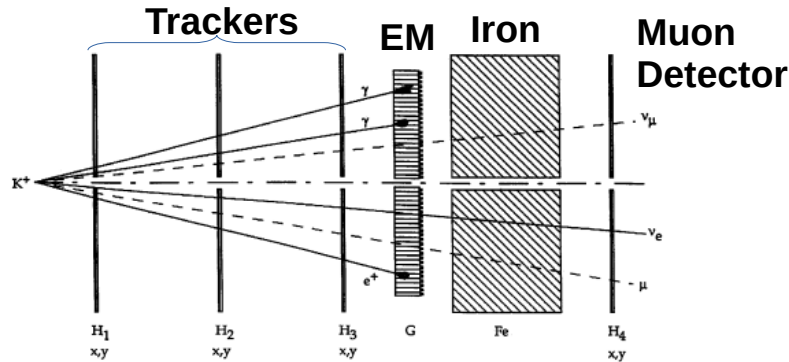 Trackers
EM
Iron
Muon
Detector
γ
γ
ν_μ
K⁺
ν_e
e⁺
μ
H₁
H₂
H₃
G
Fe
H₄
x,y
x,y
x,y
x,y